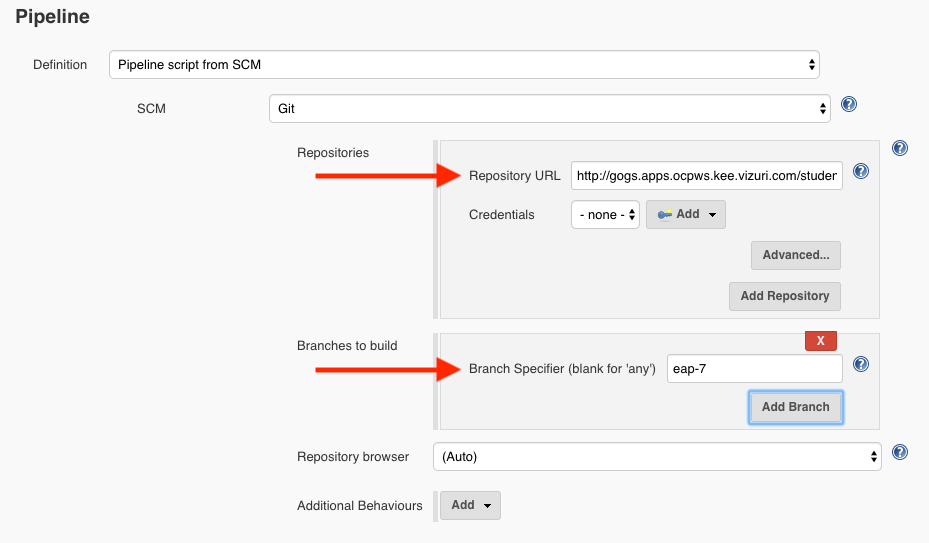 Pipeline
Definition Pipeline script from SCM
SCM Git
Repositories
Repository URL http://gogs.apps.ocpws.kee.vizuri.com/studer
Credentials - none - Add
Advanced...
Add Repository
X
Branches to build
Branch Specifier (blank for 'any') eap-7
Add Branch
Repository browser (Auto)
Additional Behaviours Add